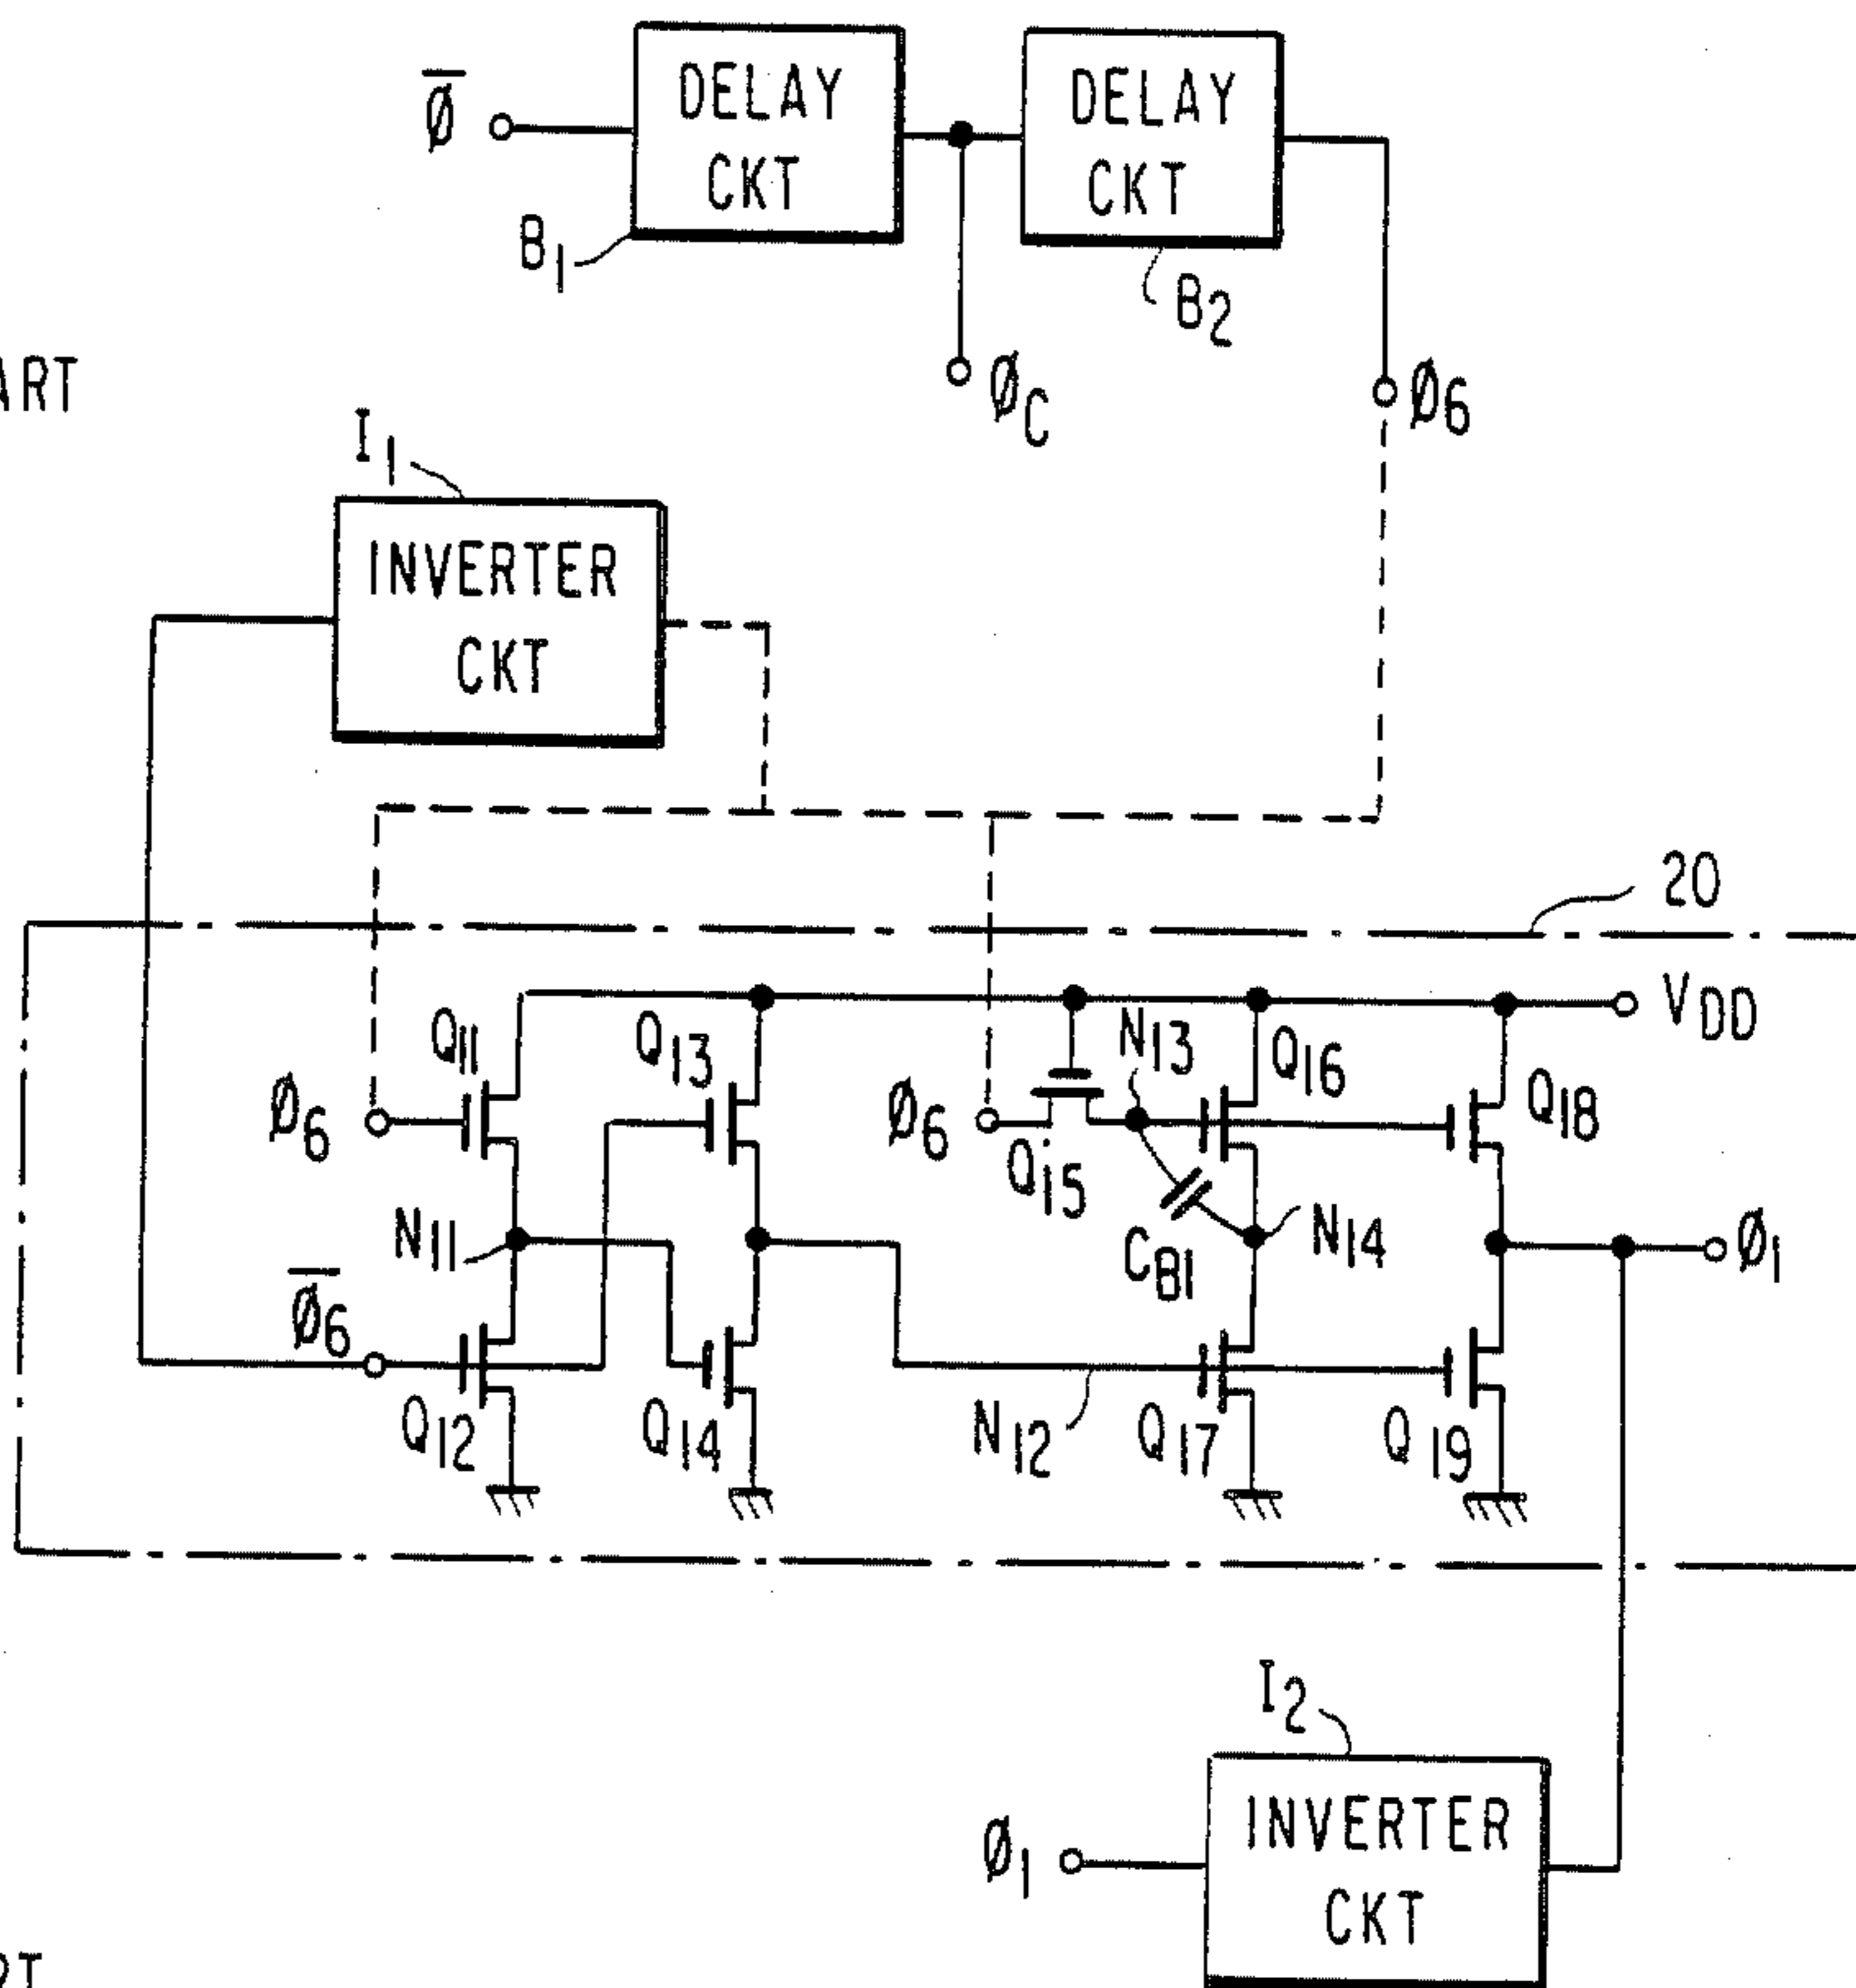 DELAY CKT
DELAY CKT
Ø̅
B1
B2
ART
ØC
Ø6
I1
INVERTER CKT
20
VDD
Q11
Q13
N13
Q16
Q18
Ø6
Ø6
Q15
N11
CB1
N14
Ø1
Ø̅6
Q12
Q14
N12
Q17
Q19
I2
Ø1
INVERTER CKT
RT